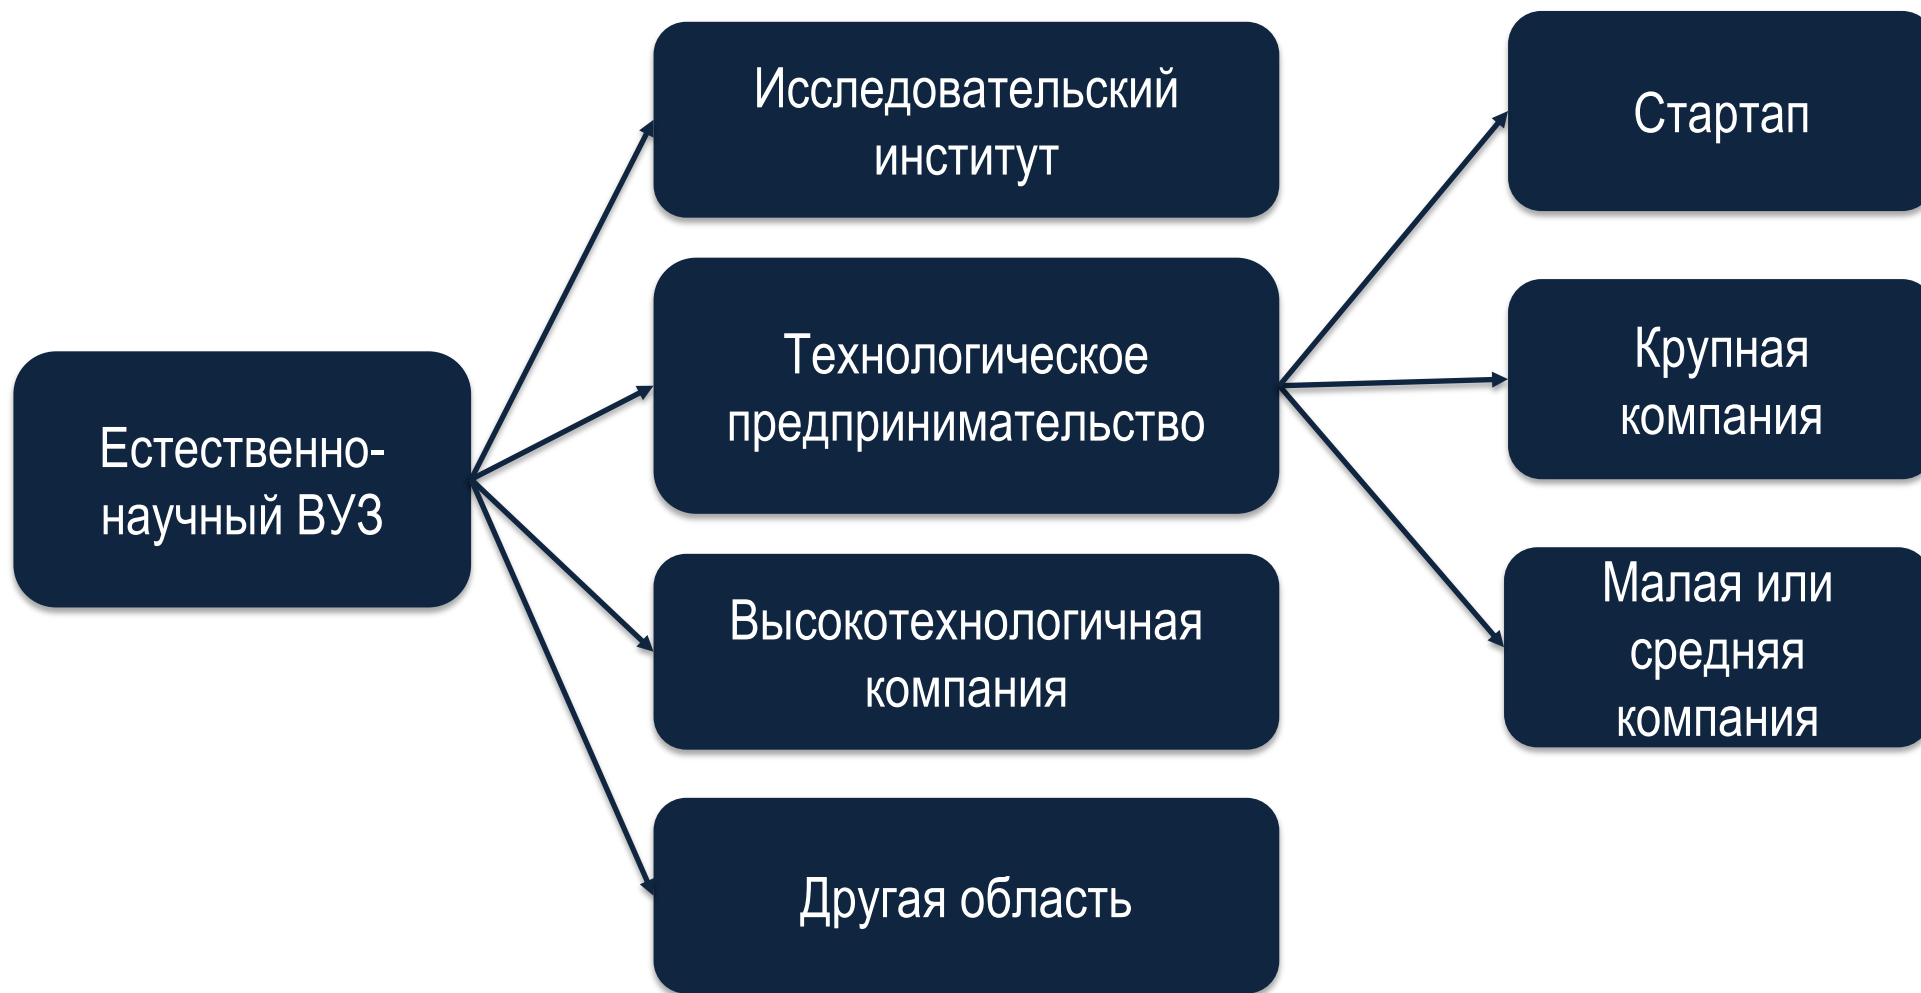 Естественно-
научный ВУЗ
Исследовательский
институт
Технологическое
предпринимательство
Высокотехнологичная
компания
Другая область
Стартап
Крупная
компания
Малая или
средняя
компания